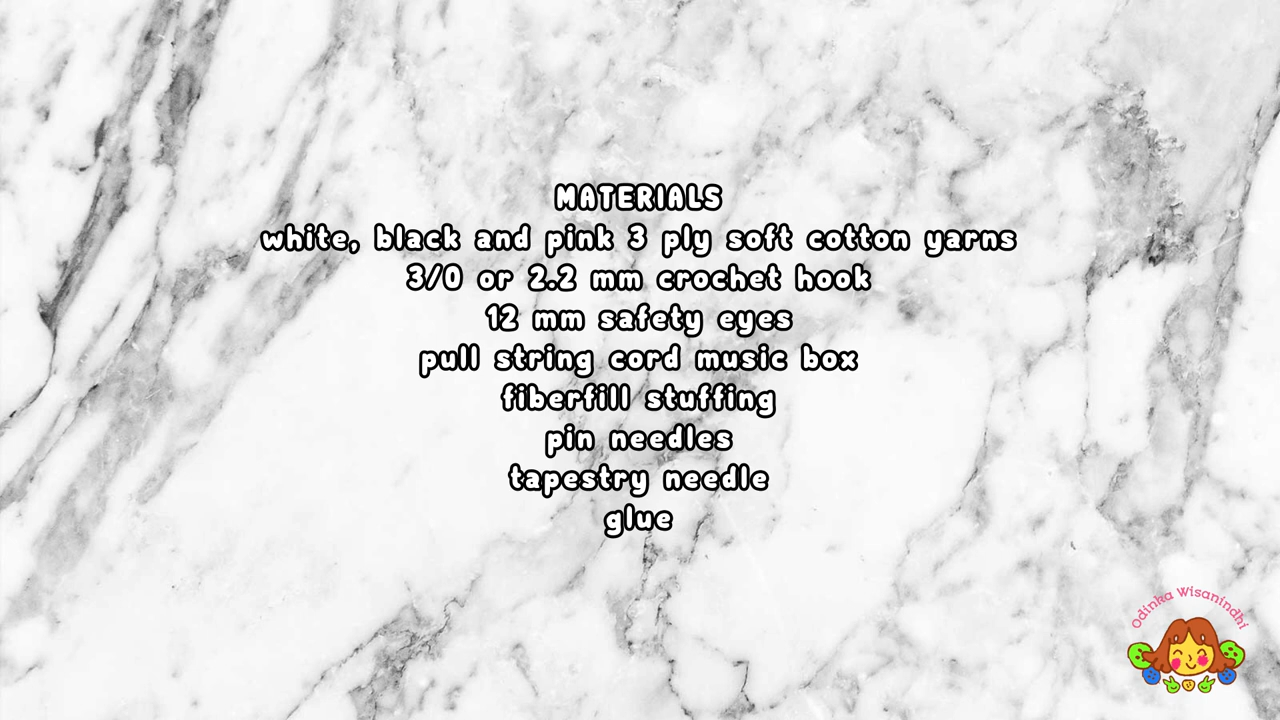 MATERIALS
white, black and pink 3 ply soft cotton yarns
3/0 or 2.2 mm crochet hook
12 mm safety eyes
pull string cord music box
fiberfill stuffing
pin needles
tapestry needle
glue
Odinka Wisanindhi